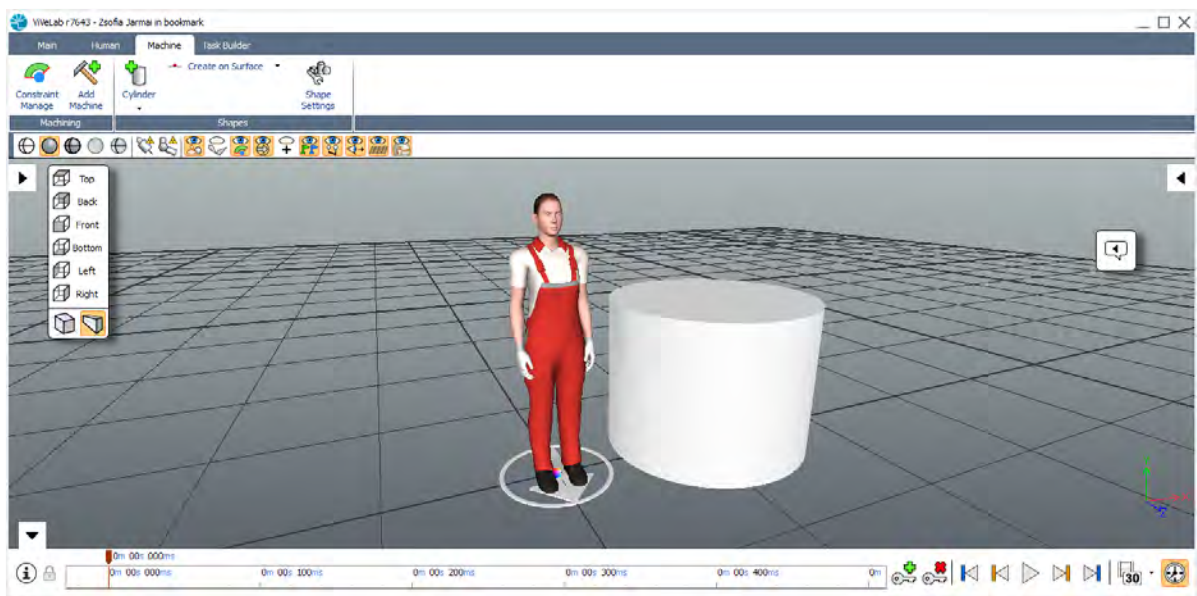 ViVeLab r7643 - Zsofia Jarmai in bookmark
Main Human Machine Task Builder
Constraint Manage
Add Machine
Cylinder
Create on Surface
Shape Settings
Machining Shapes
Top
Back
Front
Bottom
Left
Right
0m 00s 000ms
0m 00s 000ms 0m 00s 100ms 0m 00s 200ms 0m 00s 300ms 0m 00s 400ms 0m
30